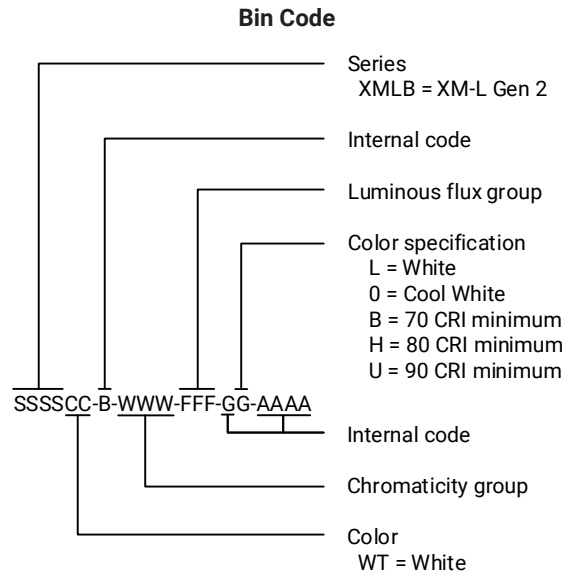 Bin Code
Series
XMLB = XM-L Gen 2
Internal code
Luminous flux group
Color specification
L = White
0 = Cool White
B = 70 CRI minimum
H = 80 CRI minimum
U = 90 CRI minimum
SSSSCC-B-WWW-FFF-GG-AAAA
Internal code
Chromaticity group
Color
WT = White